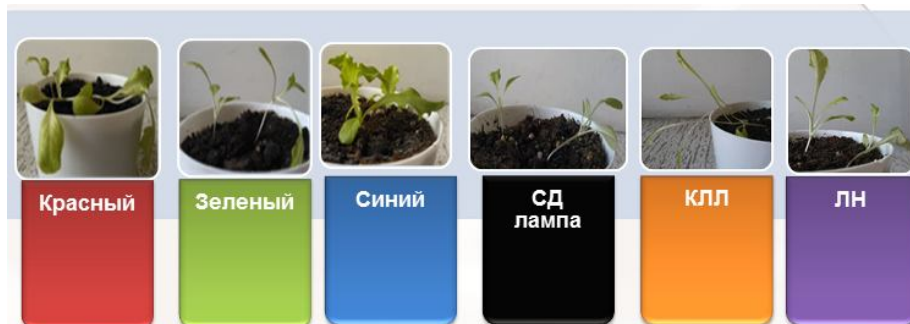 Красный
Зеленый
Синий
СД
лампа
КЛЛ
ЛН